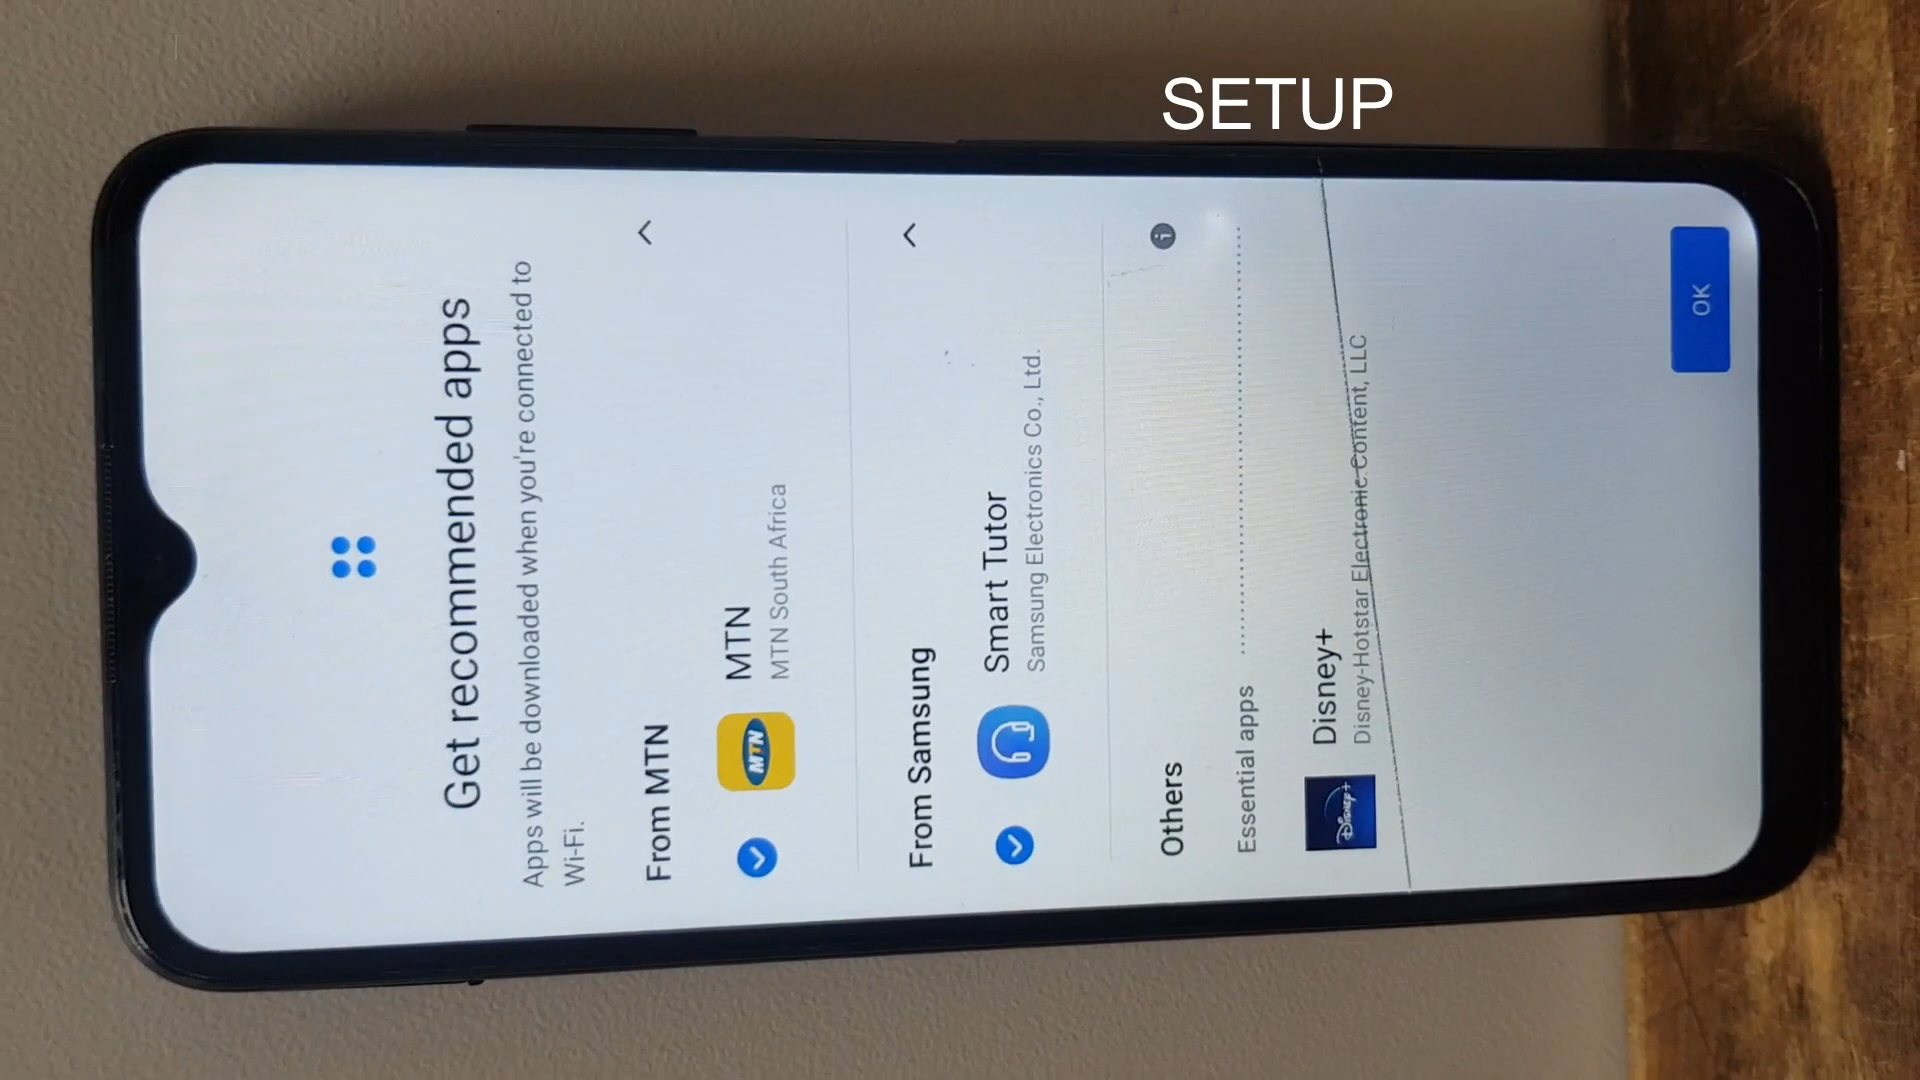 SETUP
Get recommended apps
Apps will be downloaded when you're connected to
Wi-Fi.
From MTN
MTN
MTN
MTN South Africa
From Samsung
Smart Tutor
Samsung Electronics Co., Ltd.
Others
Essential apps
Disney+
Disney+
Disney-Hotstar Electronic Content, LLC
OK